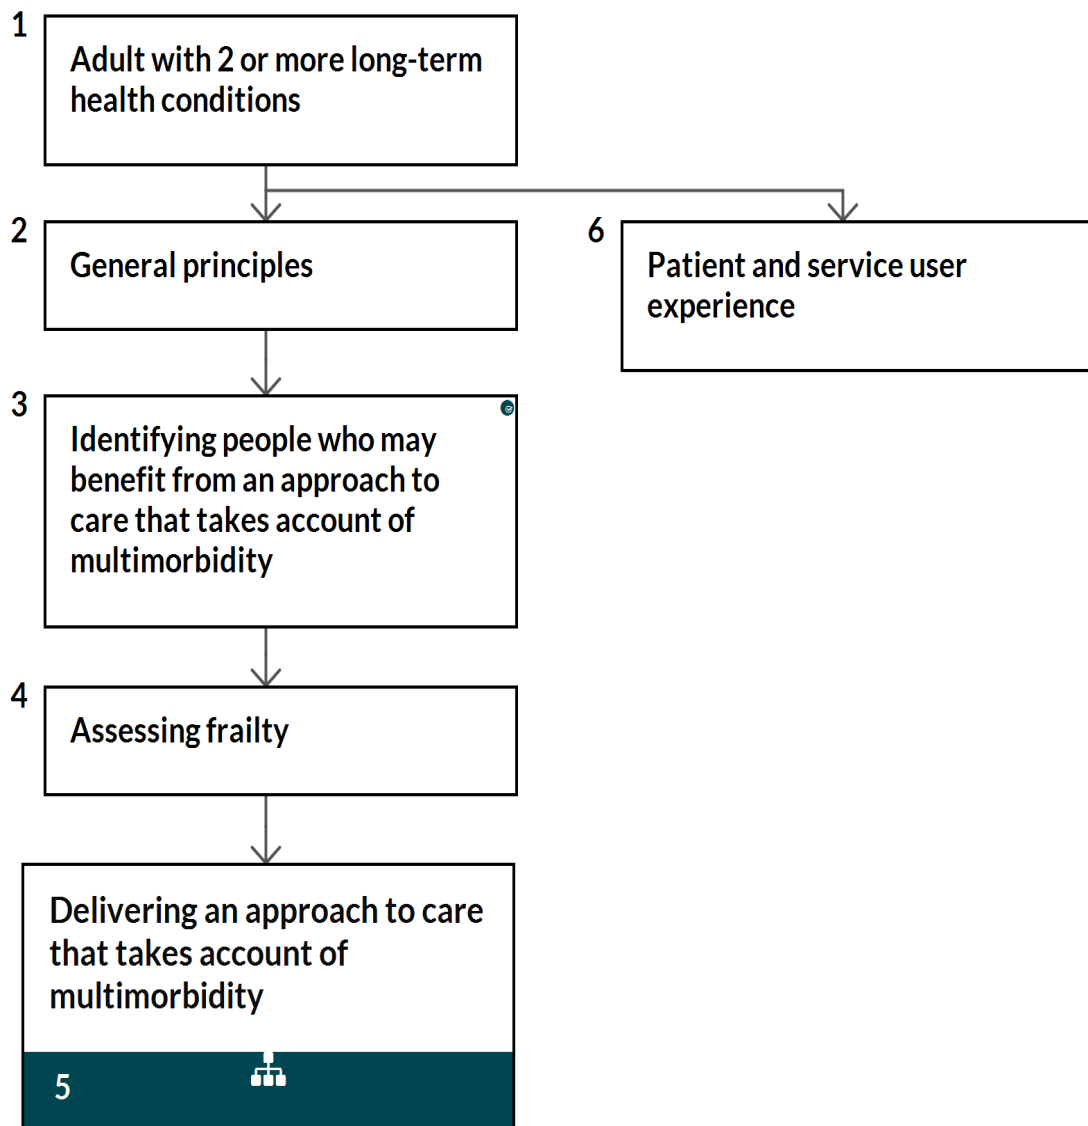 1
Adult with 2 or more long-term
health conditions
2
General principles
6
Patient and service user
experience
3
Identifying people who may
benefit from an approach to
care that takes account of
multimorbidity
4
Assessing frailty
Delivering an approach to care
that takes account of
multimorbidity
5